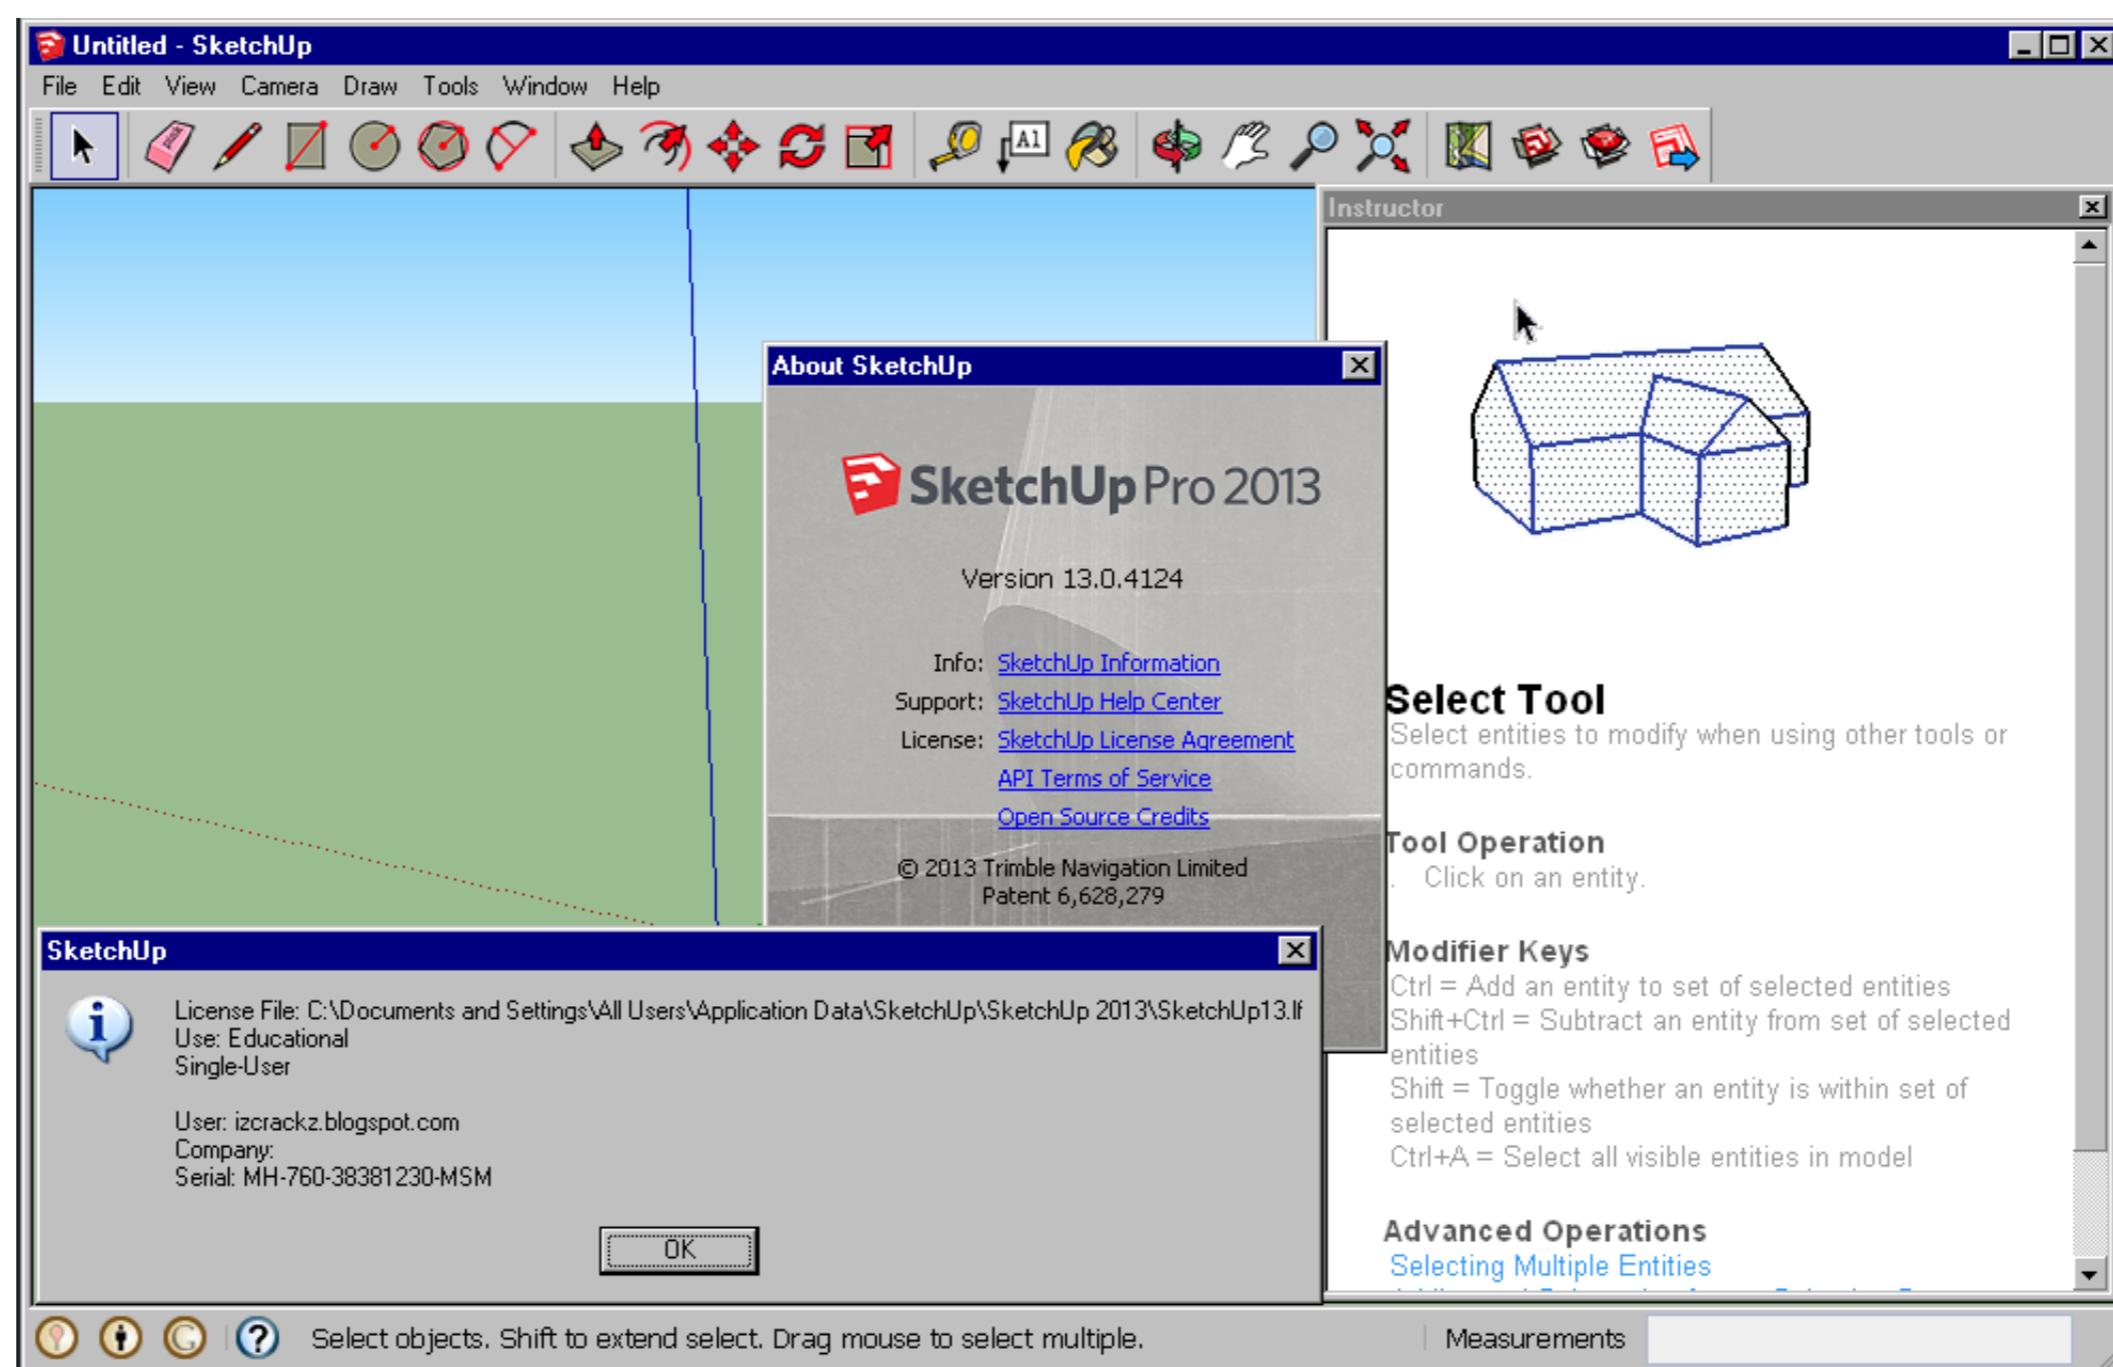 Untitled - SketchUp
File Edit View Camera Draw Tools Window Help
A1
Instructor
About SketchUp
SketchUp Pro 2013
Version 13.0.4124
Info: SketchUp Information
Support: SketchUp Help Center
License: SketchUp License Agreement
API Terms of Service
Open Source Credits
© 2013 Trimble Navigation Limited
Patent 6,628,279
Select Tool
Select entities to modify when using other tools or
commands.
Tool Operation
. Click on an entity.
Modifier Keys
Ctrl = Add an entity to set of selected entities
Shift+Ctrl = Subtract an entity from set of selected
entities
Shift = Toggle whether an entity is within set of
selected entities
Ctrl+A = Select all visible entities in model
Advanced Operations
Selecting Multiple Entities
SketchUp
License File: C:\Documents and Settings\All Users\Application Data\SketchUp\SketchUp 2013\SketchUp13.lf
Use: Educational
Single-User
User: izcrackz.blogspot.com
Company:
Serial: MH-760-38381230-MSM
OK
Select objects. Shift to extend select. Drag mouse to select multiple.
Measurements